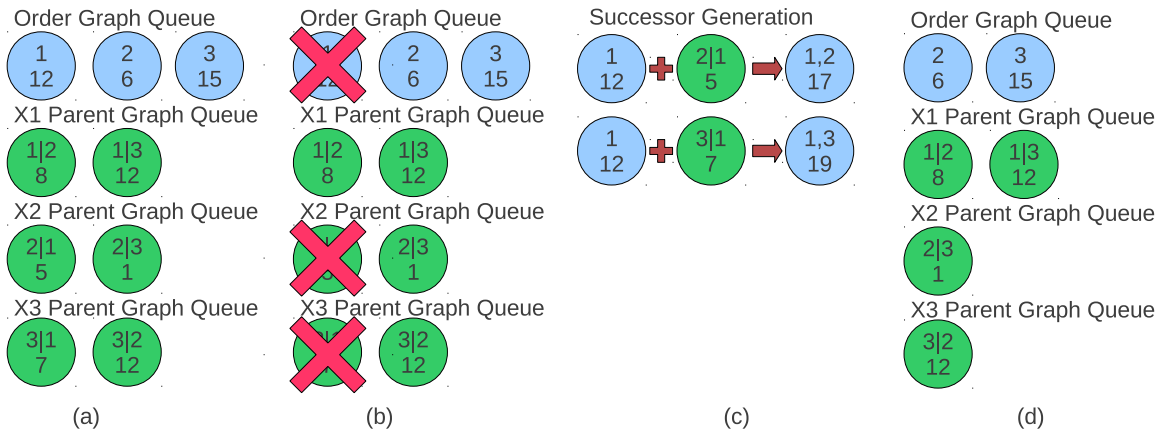 Order Graph Queue
1 2 3
12 6 15
X1 Parent Graph Queue
1|2 1|3
8 12
X2 Parent Graph Queue
2|1 2|3
5 1
X3 Parent Graph Queue
3|1 3|2
7 12
(a)
Order Graph Queue
2 3
6 15
X1 Parent Graph Queue
1|2 1|3
8 12
X2 Parent Graph Queue
2|3
1
X3 Parent Graph Queue
3|2
12
(b)
Successor Generation
1 2|1 1,2
12 5 17
1 3|1 1,3
12 7 19
(c)
Order Graph Queue
2 3
6 15
X1 Parent Graph Queue
1|2 1|3
8 12
X2 Parent Graph Queue
2|3
1
X3 Parent Graph Queue
3|2
12
(d)